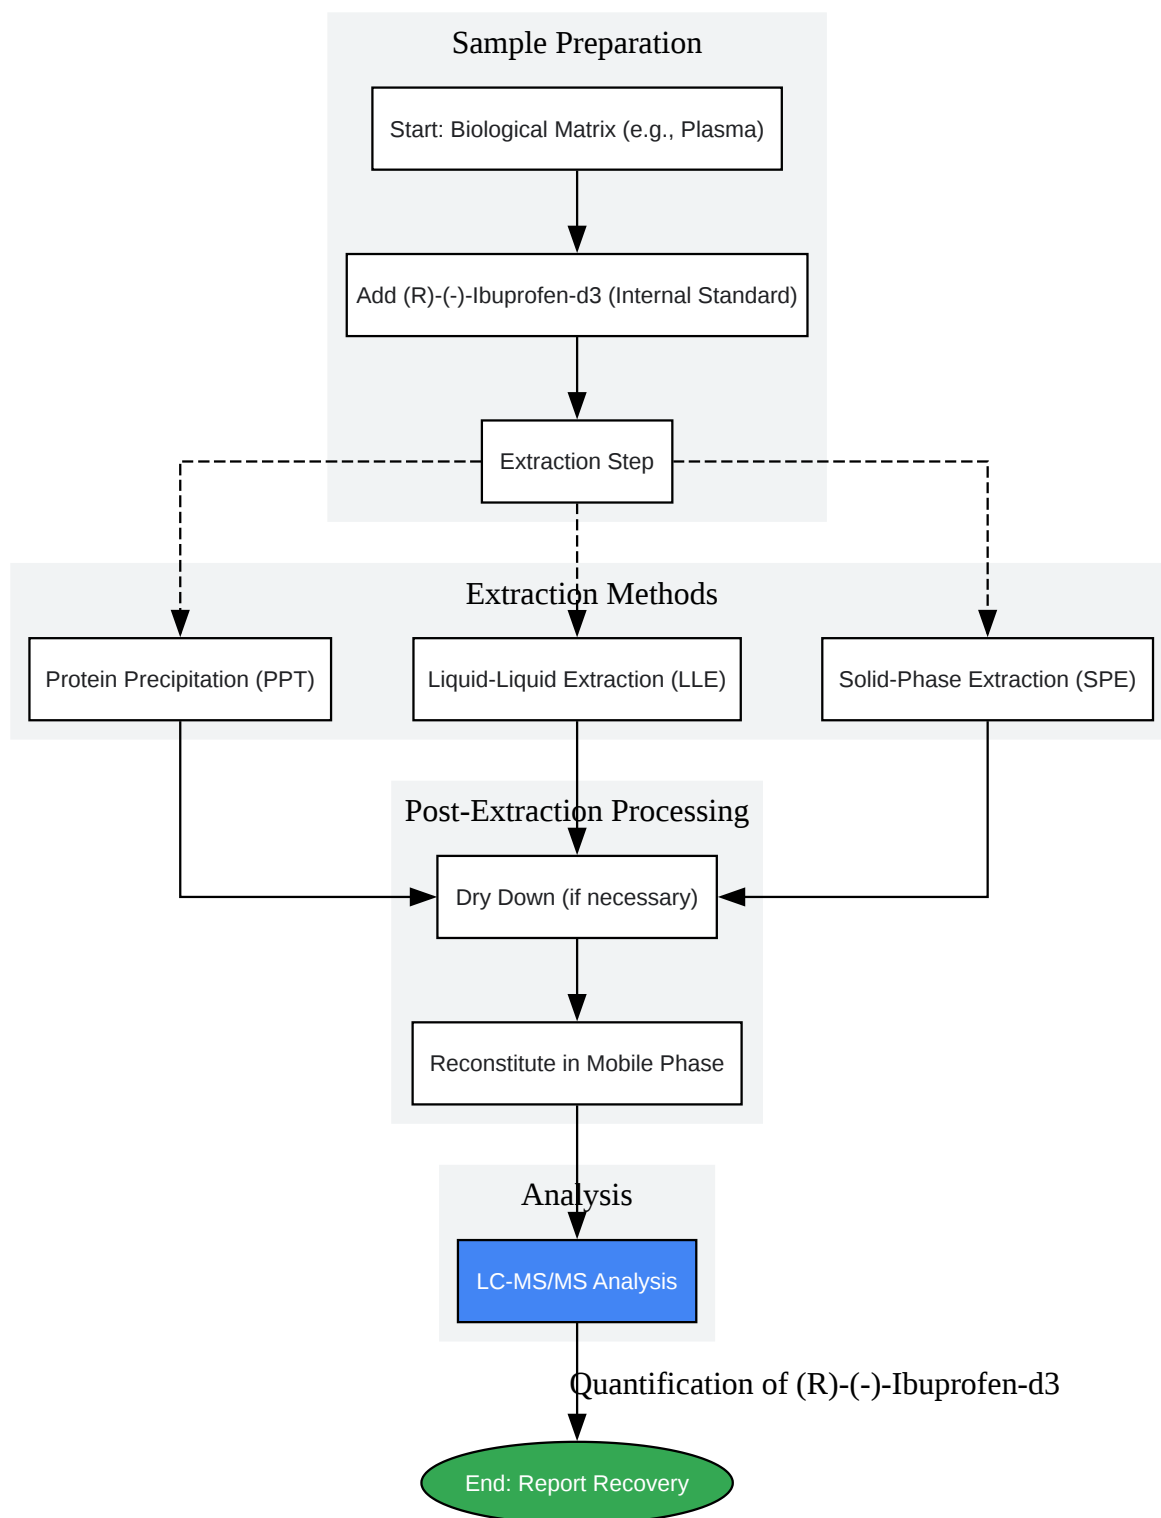 Sample Preparation
Start: Biological Matrix (e.g., Plasma)
Add (R)-(-)-Ibuprofen-d3 (Internal Standard)
Extraction Step
Extraction Methods
Protein Precipitation (PPT)
Liquid-Liquid Extraction (LLE)
Solid-Phase Extraction (SPE)
Post-Extraction Processing
Dry Down (if necessary)
Reconstitute in Mobile Phase
Analysis
LC-MS/MS Analysis
Quantification of (R)-(-)-Ibuprofen-d3
End: Report Recovery